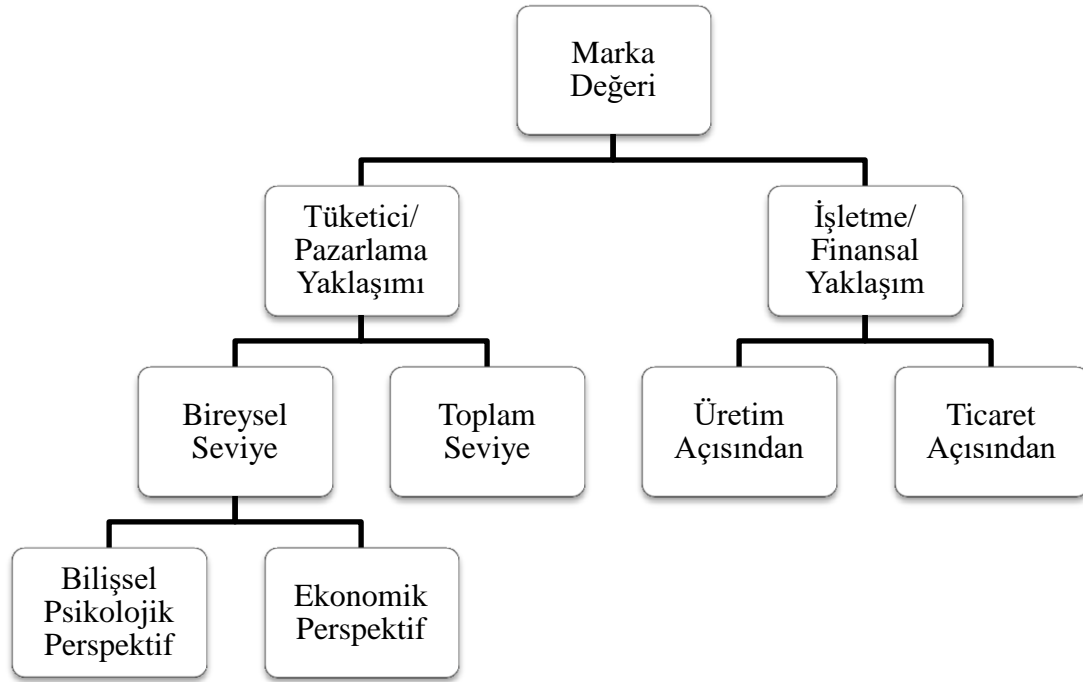 Marka
Değeri
Tüketici/
Pazarlama
Yaklaşımı
İşletme/
Finansal
Yaklaşım
Bireysel
Seviye
Toplam
Seviye
Üretim
Açısından
Ticaret
Açısından
Bilişsel
Psikolojik
Perspektif
Ekonomik
Perspektif